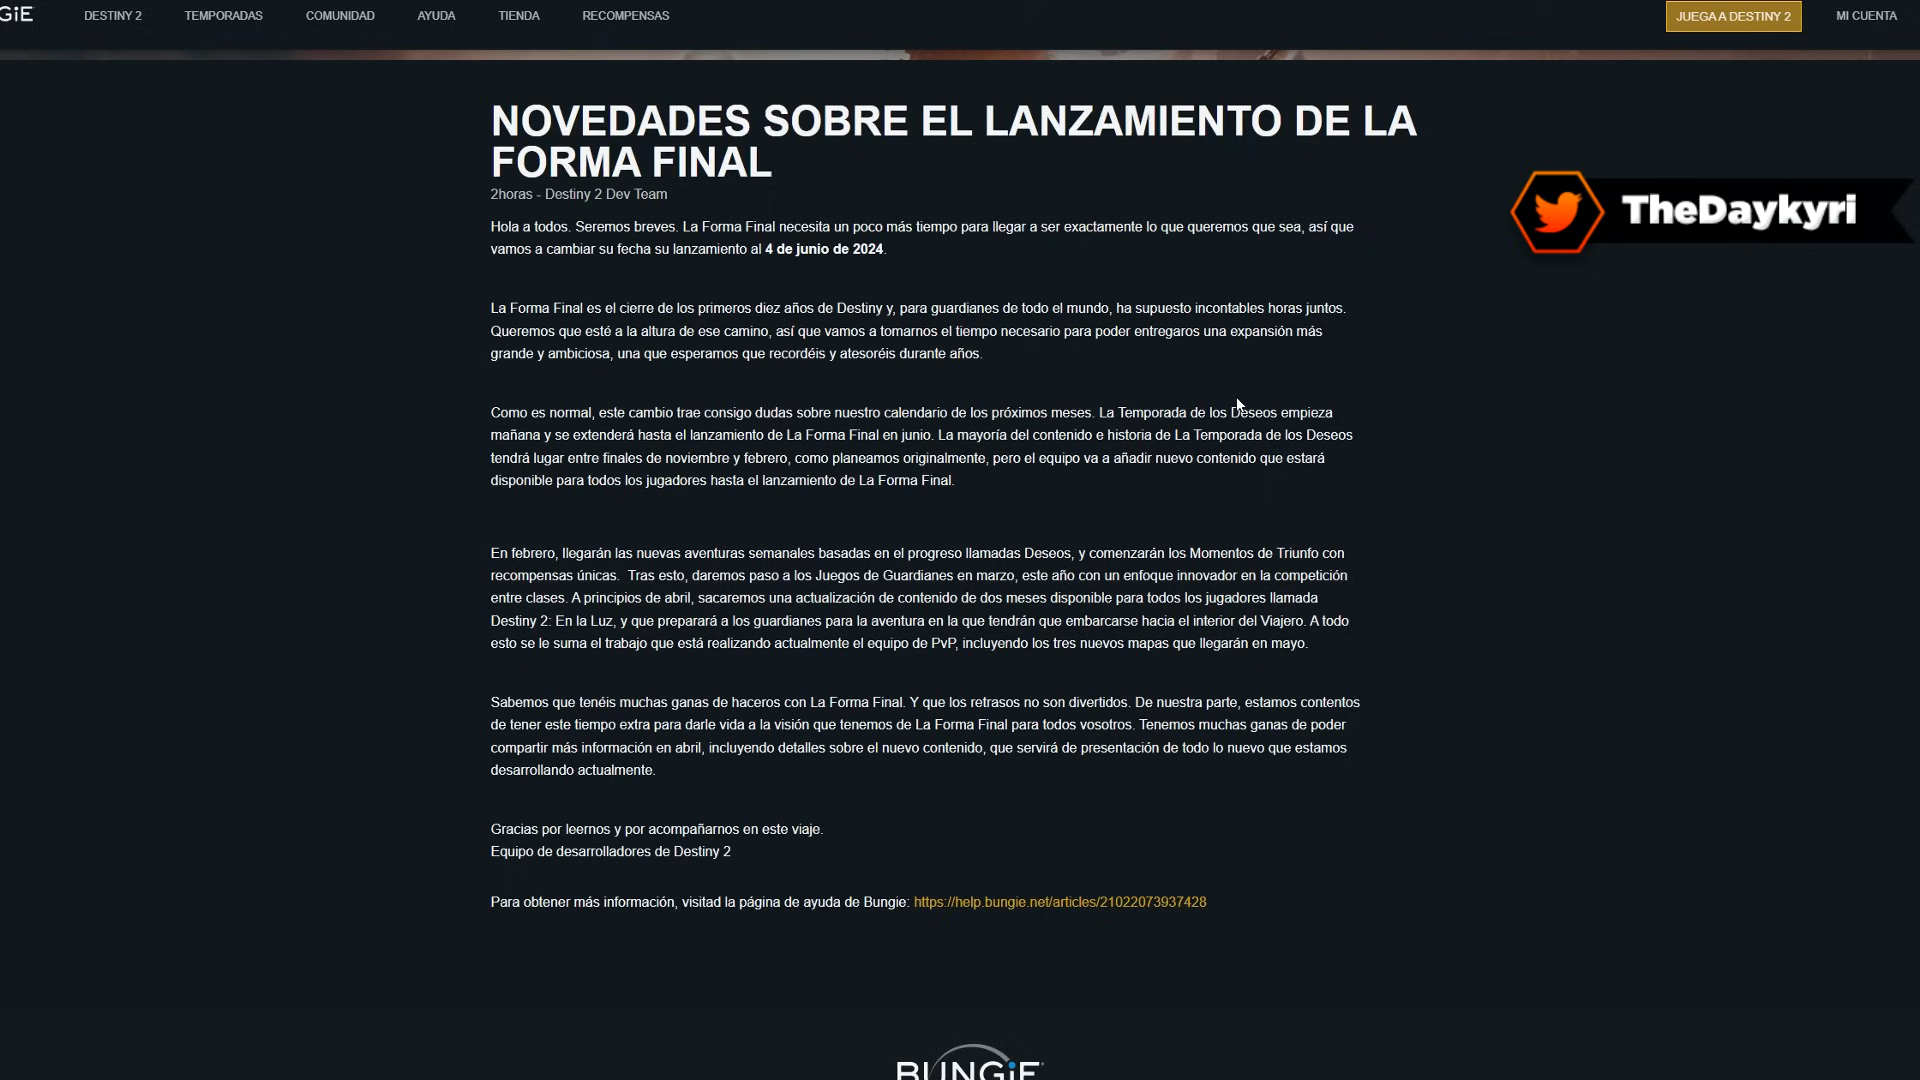 GiE DESTINY 2 TEMPORADAS COMUNIDAD AYUDA TIENDA RECOMPENSAS JUEGA A DESTINY 2 MI CUENTA
NOVEDADES SOBRE EL LANZAMIENTO DE LA
FORMA FINAL
2horas - Destiny 2 Dev Team
TheDaykyri
Hola a todos. Seremos breves. La Forma Final necesita un poco más tiempo para llegar a ser exactamente lo que queremos que sea, así que
vamos a cambiar su fecha su lanzamiento al 4 de junio de 2024.
La Forma Final es el cierre de los primeros diez años de Destiny y, para guardianes de todo el mundo, ha supuesto incontables horas juntos.
Queremos que esté a la altura de ese camino, así que vamos a tomarnos el tiempo necesario para poder entregaros una expansión más
grande y ambiciosa, una que esperamos que recordéis y atesoréis durante años.
Como es normal, este cambio trae consigo dudas sobre nuestro calendario de los próximos meses. La Temporada de los Deseos empieza
mañana y se extenderá hasta el lanzamiento de La Forma Final en junio. La mayoría del contenido e historia de La Temporada de los Deseos
tendrá lugar entre finales de noviembre y febrero, como planeamos originalmente, pero el equipo va a añadir nuevo contenido que estará
disponible para todos los jugadores hasta el lanzamiento de La Forma Final.
En febrero, llegarán las nuevas aventuras semanales basadas en el progreso llamadas Deseos, y comenzarán los Momentos de Triunfo con
recompensas únicas. Tras esto, daremos paso a los Juegos de Guardianes en marzo, este año con un enfoque innovador en la competición
entre clases. A principios de abril, sacaremos una actualización de contenido de dos meses disponible para todos los jugadores llamada
Destiny 2: En la Luz, y que preparará a los guardianes para la aventura en la que tendrán que embarcarse hacia el interior del Viajero. A todo
esto se le suma el trabajo que está realizando actualmente el equipo de PvP, incluyendo los tres nuevos mapas que llegarán en mayo.
Sabemos que tenéis muchas ganas de haceros con La Forma Final. Y que los retrasos no son divertidos. De nuestra parte, estamos contentos
de tener este tiempo extra para darle vida a la visión que tenemos de La Forma Final para todos vosotros. Tenemos muchas ganas de poder
compartir más información en abril, incluyendo detalles sobre el nuevo contenido, que servirá de presentación de todo lo nuevo que estamos
desarrollando actualmente.
Gracias por leernos y por acompañarnos en este viaje.
Equipo de desarrolladores de Destiny 2
Para obtener más información, visitad la página de ayuda de Bungie: https://help.bungie.net/articles/21022073937428
BUNGiE